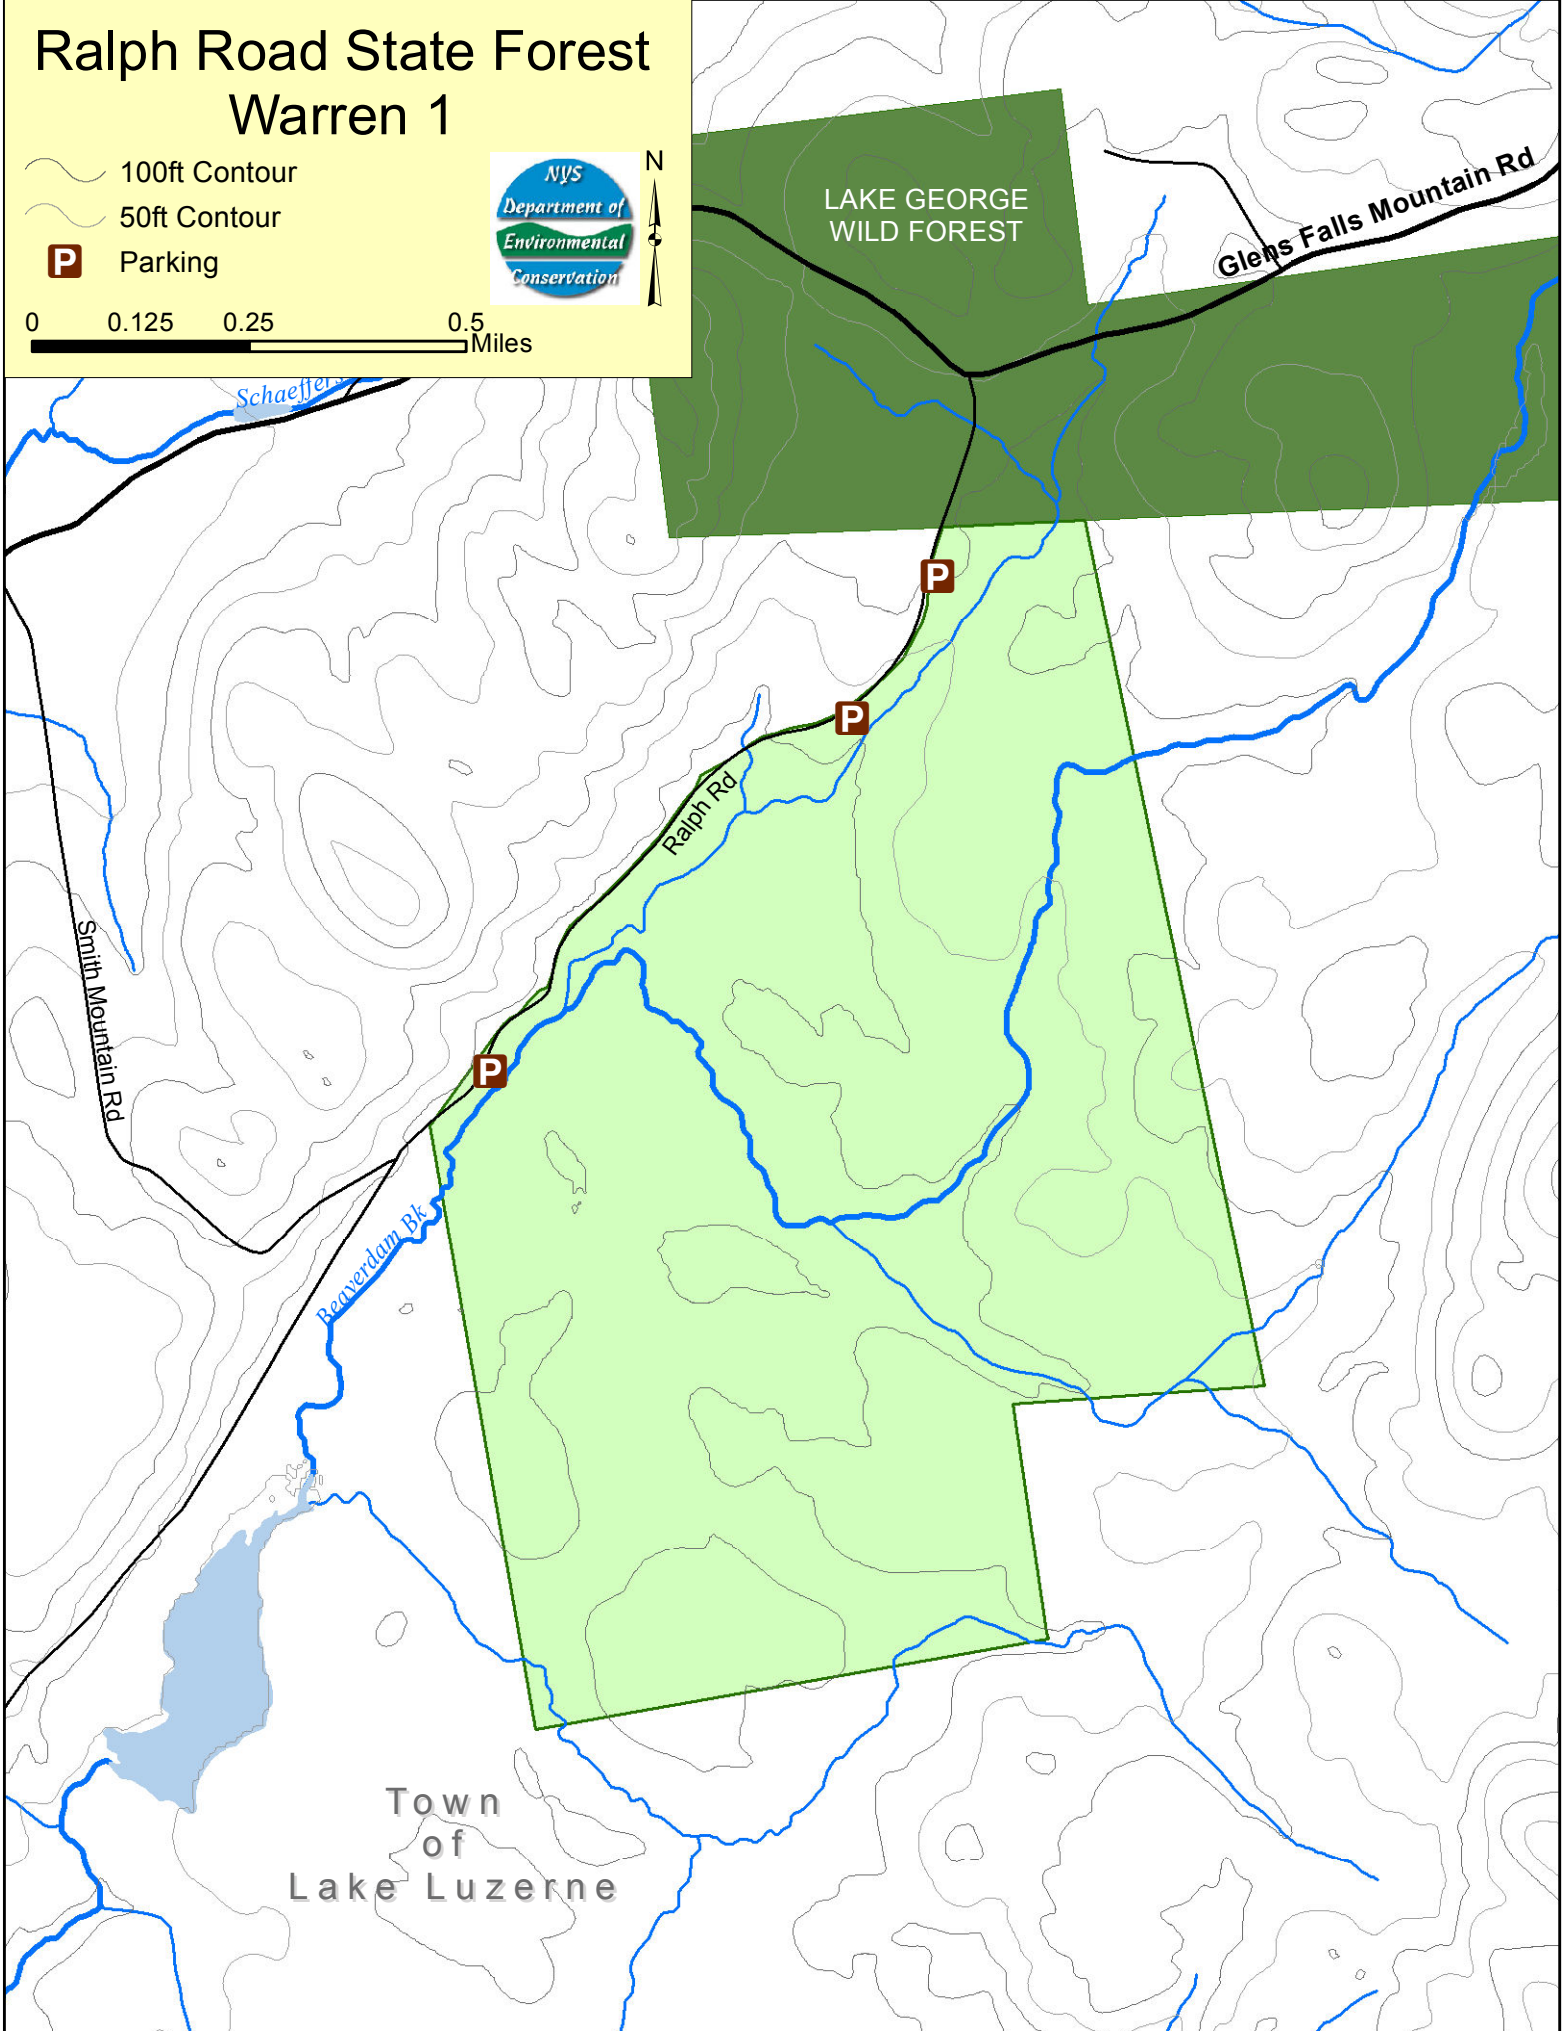 Ralph Road State Forest
Warren 1
100ft Contour
50ft Contour
P Parking
NYS
Department of
Environmental
Conservation
N
0 0.125 0.25 0.5
Miles
LAKE GEORGE
WILD FOREST
Glens Falls Mountain Rd
Schaeffers
P
P
Ralph Rd
Smith Mountain Rd
P
Beaverdam Bk
Town
of
Lake Luzerne